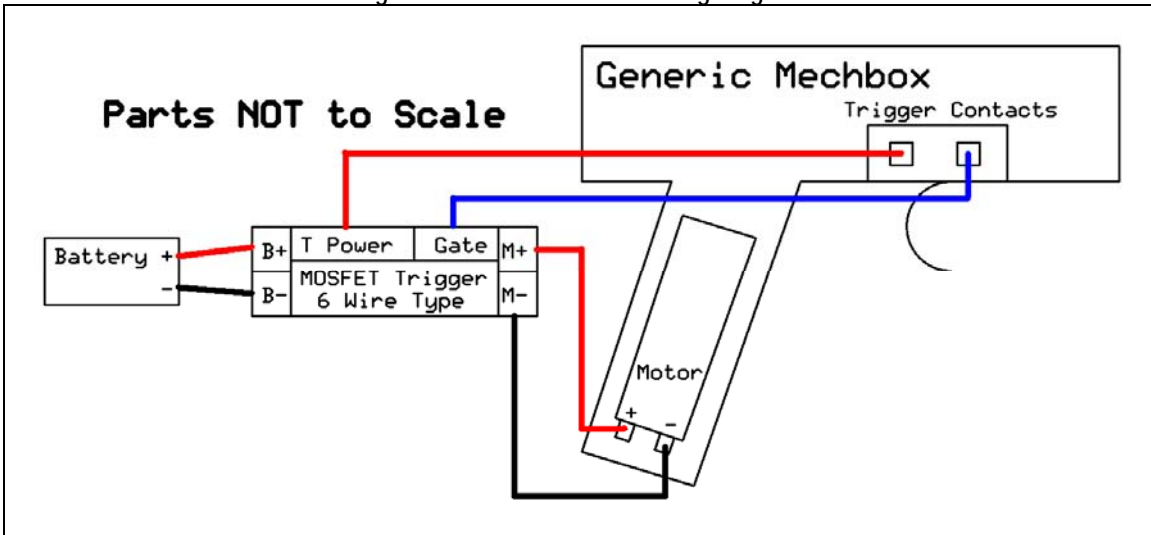 Generic Mechbox
Parts NOT to Scale
Trigger Contacts
Battery +
-
B+
T Power
Gate
M+
B-
MOSFET Trigger
6 Wire Type
M-
Motor
+
-